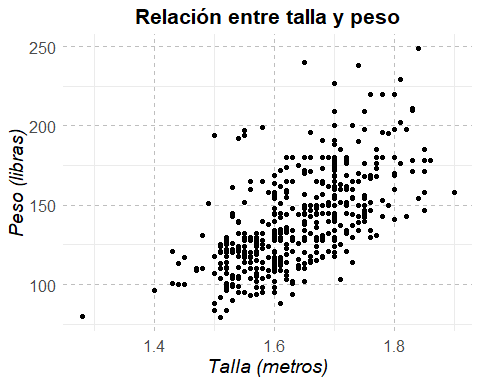 Relación entre talla y peso
250
200
150
100
Peso (libras)
1.4
1.6
1.8
Talla (metros)